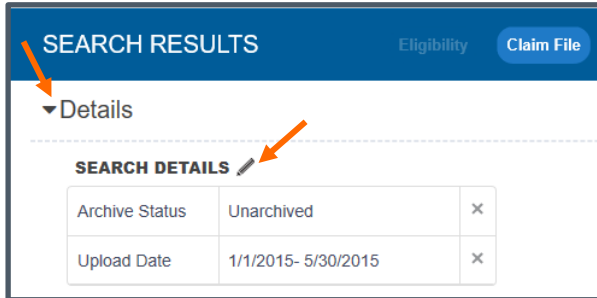 SEARCH RESULTS Eligibility Claim File
Details
SEARCH DETAILS
Archive Status Unarchived ×
Upload Date 1/1/2015- 5/30/2015 ×